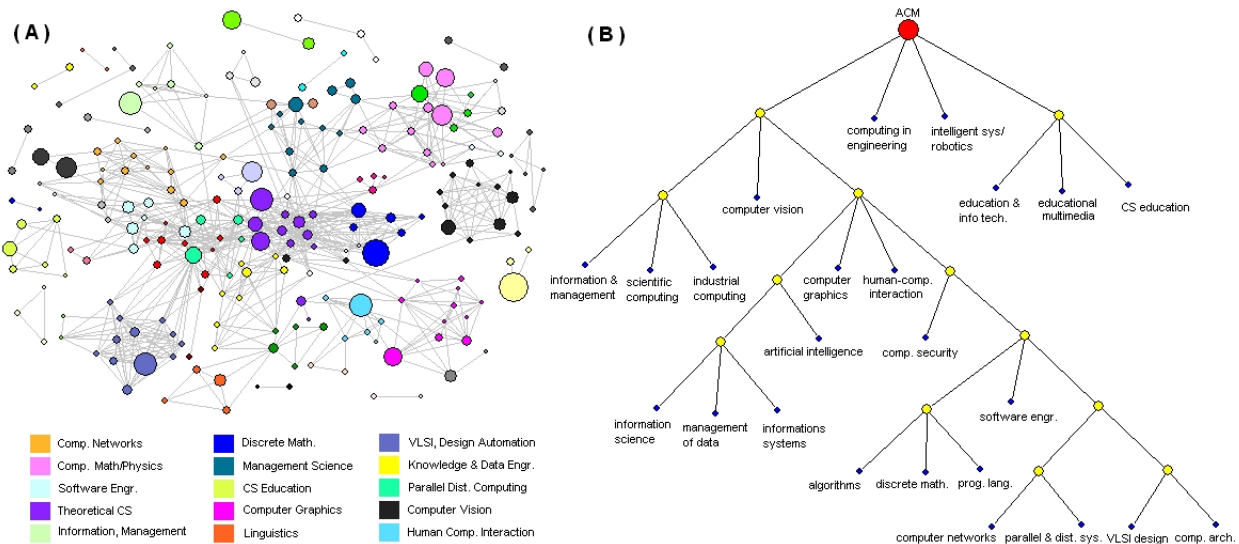 ( A )
Comp. Networks
Comp. Math/Physics
Software Engr.
Theoretical CS
Information, Management
Discrete Math.
Management Science
CS Education
Computer Graphics
Linguistics
VLSI, Design Automation
Knowledge & Data Engr.
Parallel Dist. Computing
Computer Vision
Human Comp. Interaction
( B )
ACM
computing in
engineering
intelligent sys/
robotics
computer vision
education &
info tech.
educational
multimedia
CS education
information &
management
scientific
computing
industrial
computing
computer
graphics
human-comp.
interaction
artificial intelligence
comp. security
information
science
management
of data
informations
systems
software engr.
algorithms
discrete math.
prog. lang.
computer networks
parallel & dist. sys.
VLSI design
comp. arch.